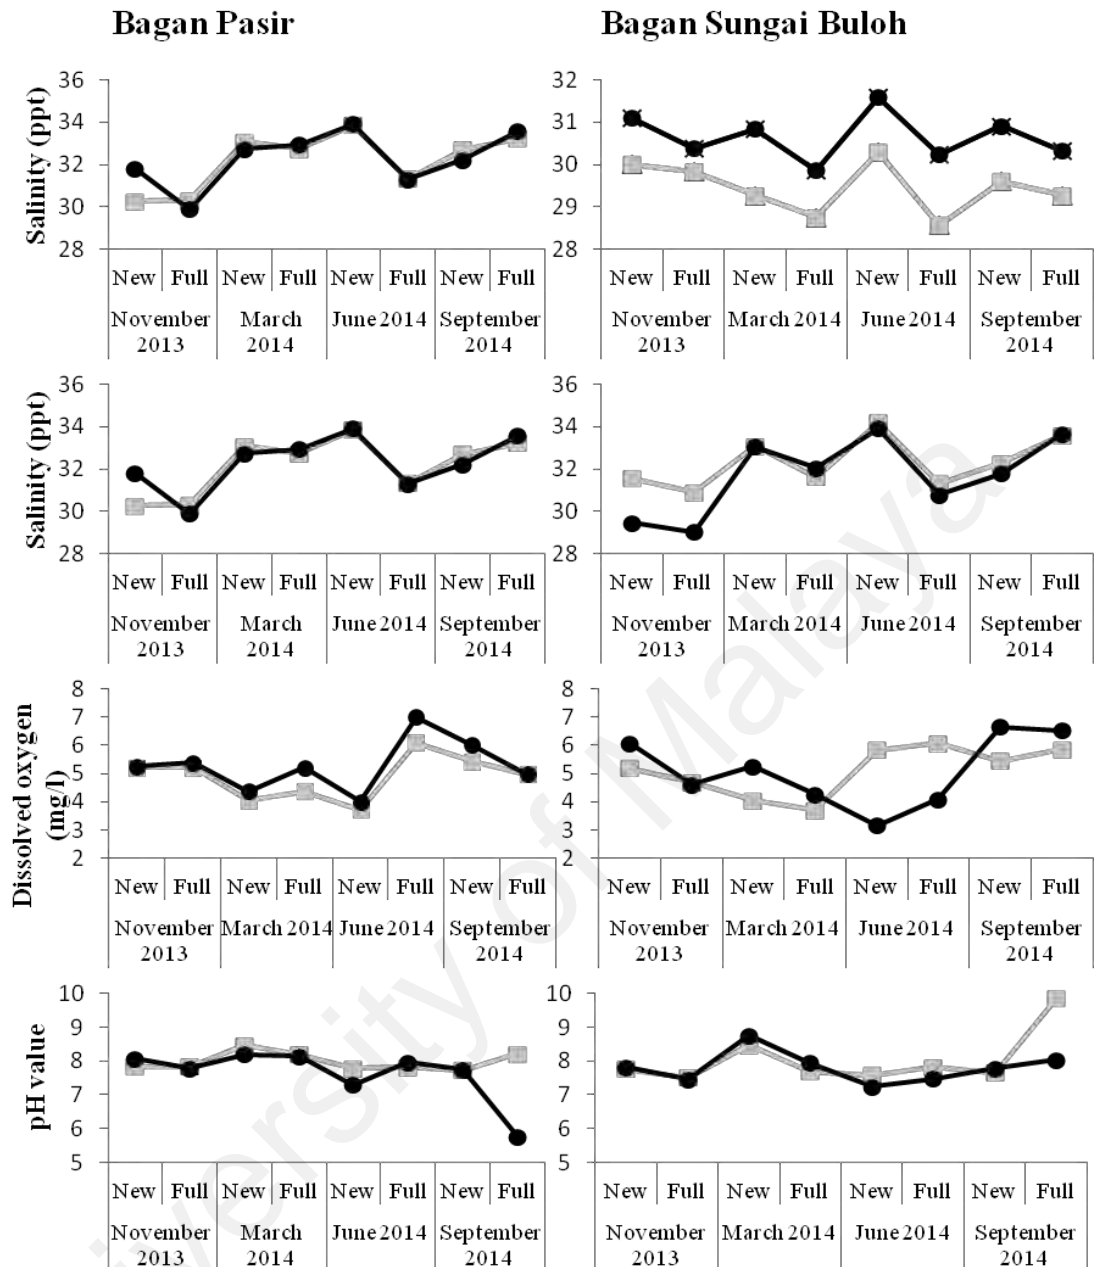 Bagan Pasir
Bagan Sungai Buloh
Salinity (ppt)
36
34
32
30
28
New Full New Full New Full New Full
November 2013 March 2014 June 2014 September 2014
32
31
30
29
28
New Full New Full New Full New Full
November 2013 March 2014 June 2014 September 2014
Salinity (ppt)
36
34
32
30
28
New Full New Full New Full New Full
November 2013 March 2014 June 2014 September 2014
36
34
32
30
28
New Full New Full New Full New Full
November 2013 March 2014 June 2014 September 2014
Dissolved oxygen
(mg/l)
8
7
6
5
4
3
2
New Full New Full New Full New Full
November 2013 March 2014 June 2014 September 2014
8
7
6
5
4
3
2
New Full New Full New Full New Full
November 2013 March 2014 June 2014 September 2014
pH value
10
9
8
7
6
5
New Full New Full New Full New Full
November 2013 March 2014 June 2014 September 2014
10
9
8
7
6
5
New Full New Full New Full New Full
November 2013 March 2014 June 2014 September 2014
iversity of Malaya